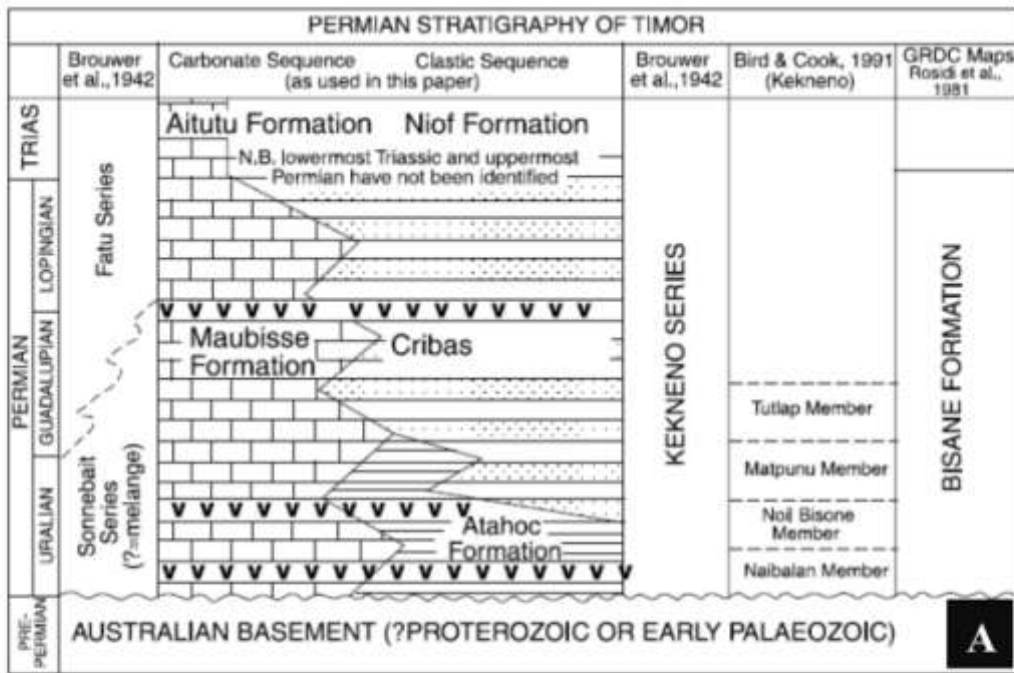 PERMIAN STRATIGRAPHY OF TIMOR
Brouwer
et al.,1942
Carbonate Sequence
Clastic Sequence
(as used in this paper)
Brouwer
et al.,1942
Bird & Cook, 1991
(Kekneno)
GRDC Maps
Rosidi et al.,
1981
TRIAS
PERMIAN
LOPINGIAN
GUADALUPIAN
URALIAN
PRE-
PERMIAN
Fatu Series
Sonnebait
Series
(?=melange)
Aitutu Formation
Niof Formation
N.B. lowermost Triassic and uppermost
Permian have not been identified
V V V V V V V V V V V V V V
Maubisse
Formation
Cribas
V V V V V V V V V V
Atahoc
Formation
V V V V V V V V V V V V V V V
KEKNENO SERIES
Tutlap Member
Matpunu Member
Noil Bisone
Member
Naibalan Member
BISANE FORMATION
AUSTRALIAN BASEMENT (?PROTEROZOIC OR EARLY PALAEOZOIC)
A